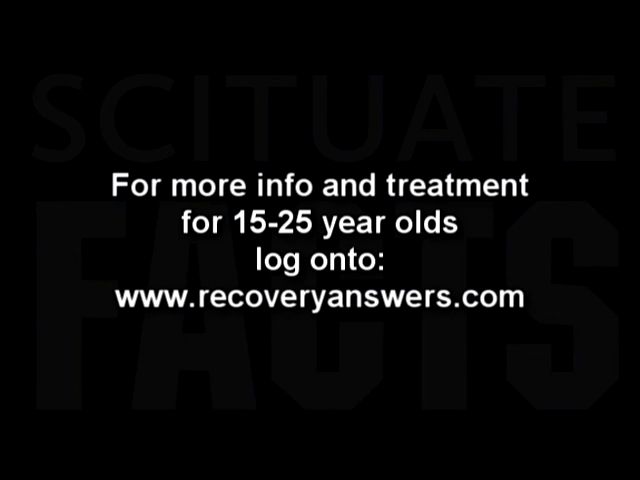 SCITUATE
FACTS
For more info and treatment
for 15-25 year olds
log onto:
www.recoveryanswers.com